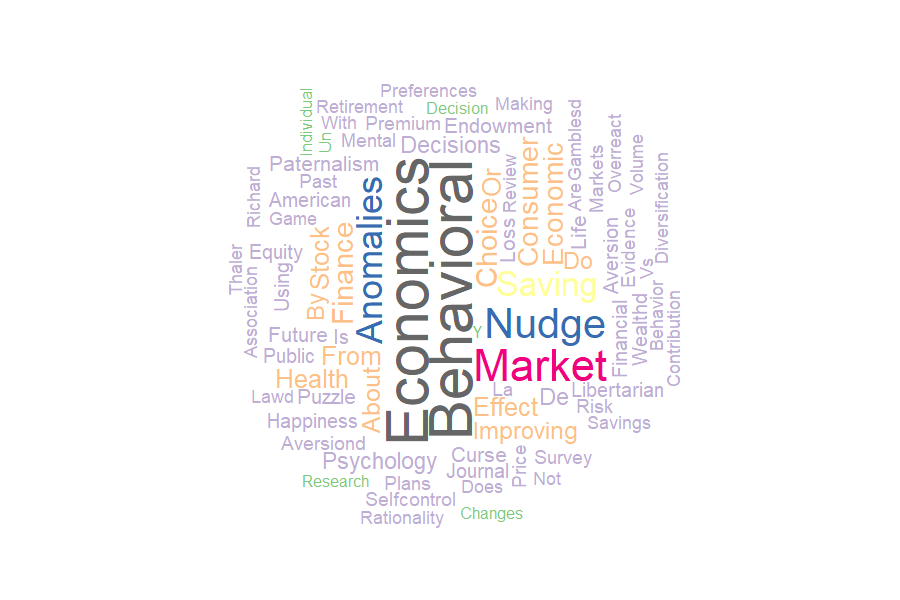 Preferences
Retirement
Decision
Making
Individual
Un
With
Premium
Endowment
Mental
Decisions
Paternalism
Past
American
Game
Richard
Anomalies
Economics
Behavioral
Choice
Or
Review
Loss
Consumer
Economic
Life
Are
Gamblesd
Markets
Overreact
Volume
Diversification
Do
Saving
Aversion
Evidence
Vs
Stock
By
Finance
Equity
Using
Thaler
Association
Future
Is
Public
From
Health
About
Y
Nudge
Market
Financial
Wealthd
Behavior
Contribution
Lawd
Puzzle
Happiness
Aversiond
La
De
Libertarian
Effect
Risk
Improving
Savings
Psychology
Curse
Journal
Price
Survey
Research
Plans
Does
Not
Selfcontrol
Rationality
Changes